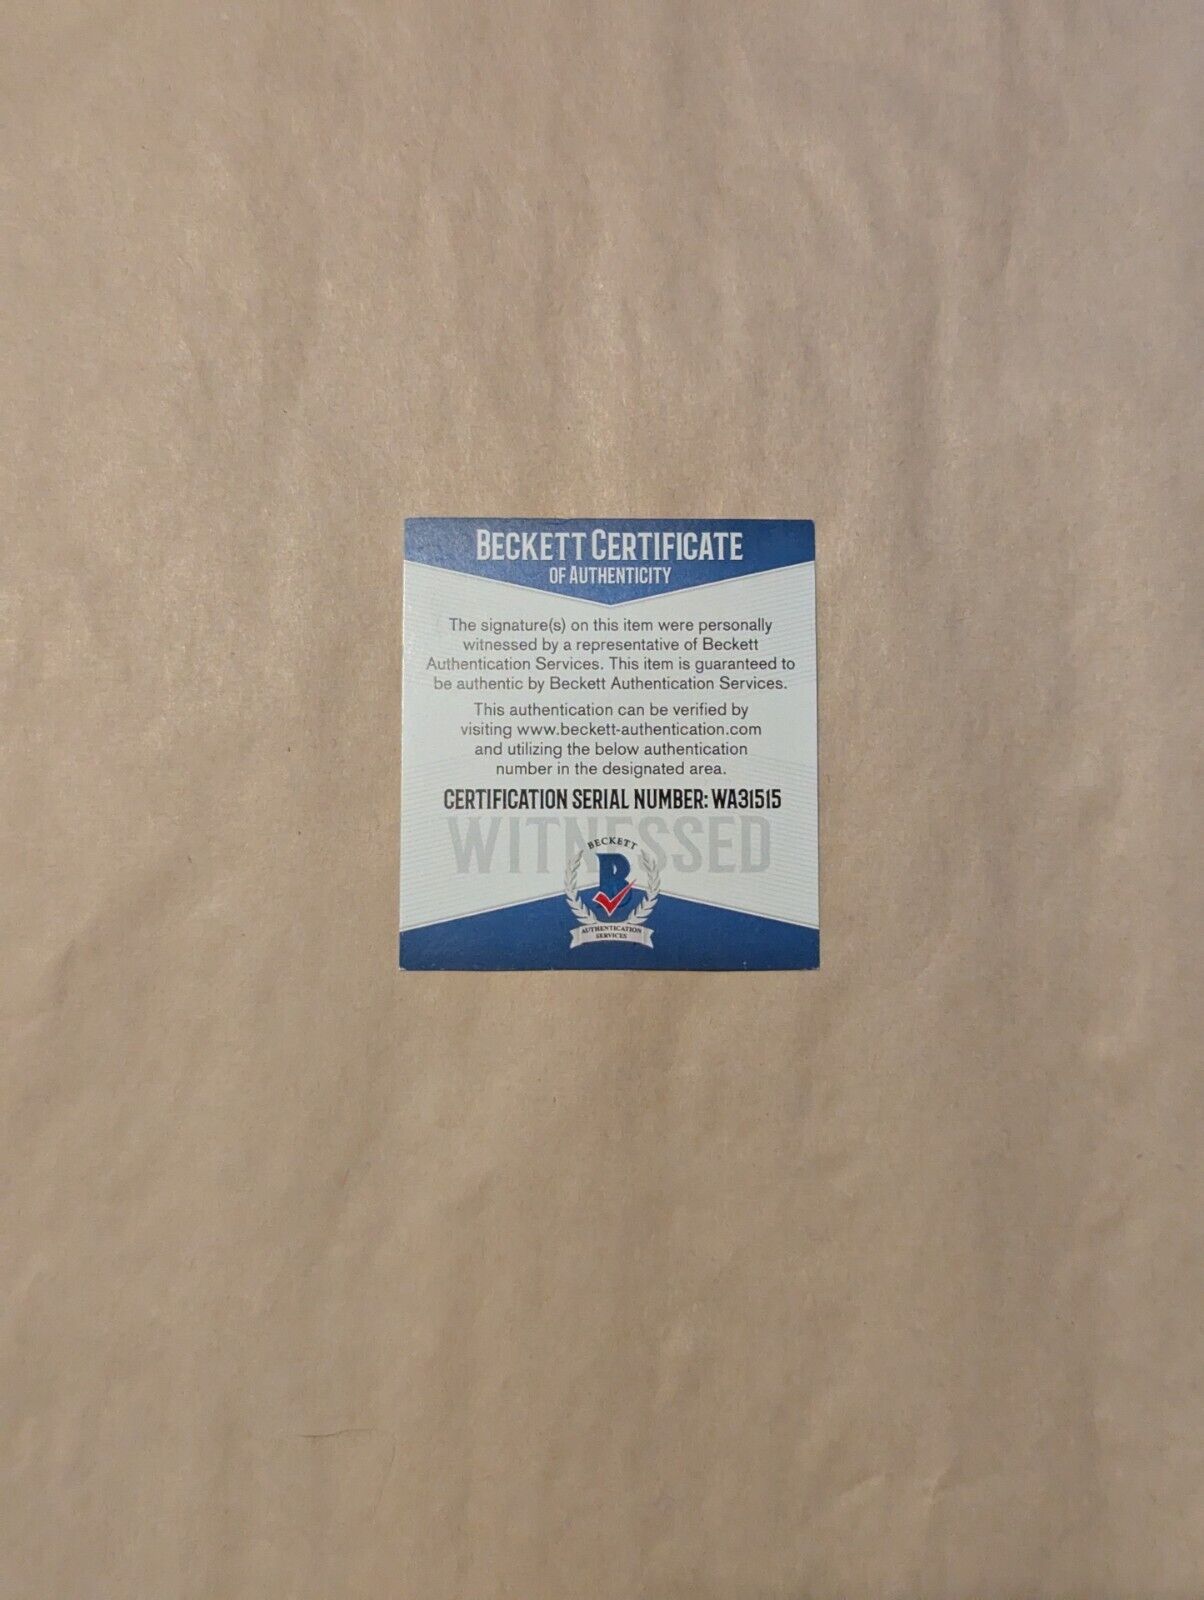 BECKETT CERTIFICATE
OF AUTHENTICITY
The signature(s) on this item were personally
witnessed by a representative of Beckett
Authentication Services. This item is guaranteed to
be authentic by Beckett Authentication Services.
This authentication can be verified by
visiting www.beckett-authentication.com
and utilizing the below authentication
number in the designated area.
CERTIFICATION SERIAL NUMBER: WA31515
WITNESSED
BECKETT
B
AUTHENTICATION
SERVICES